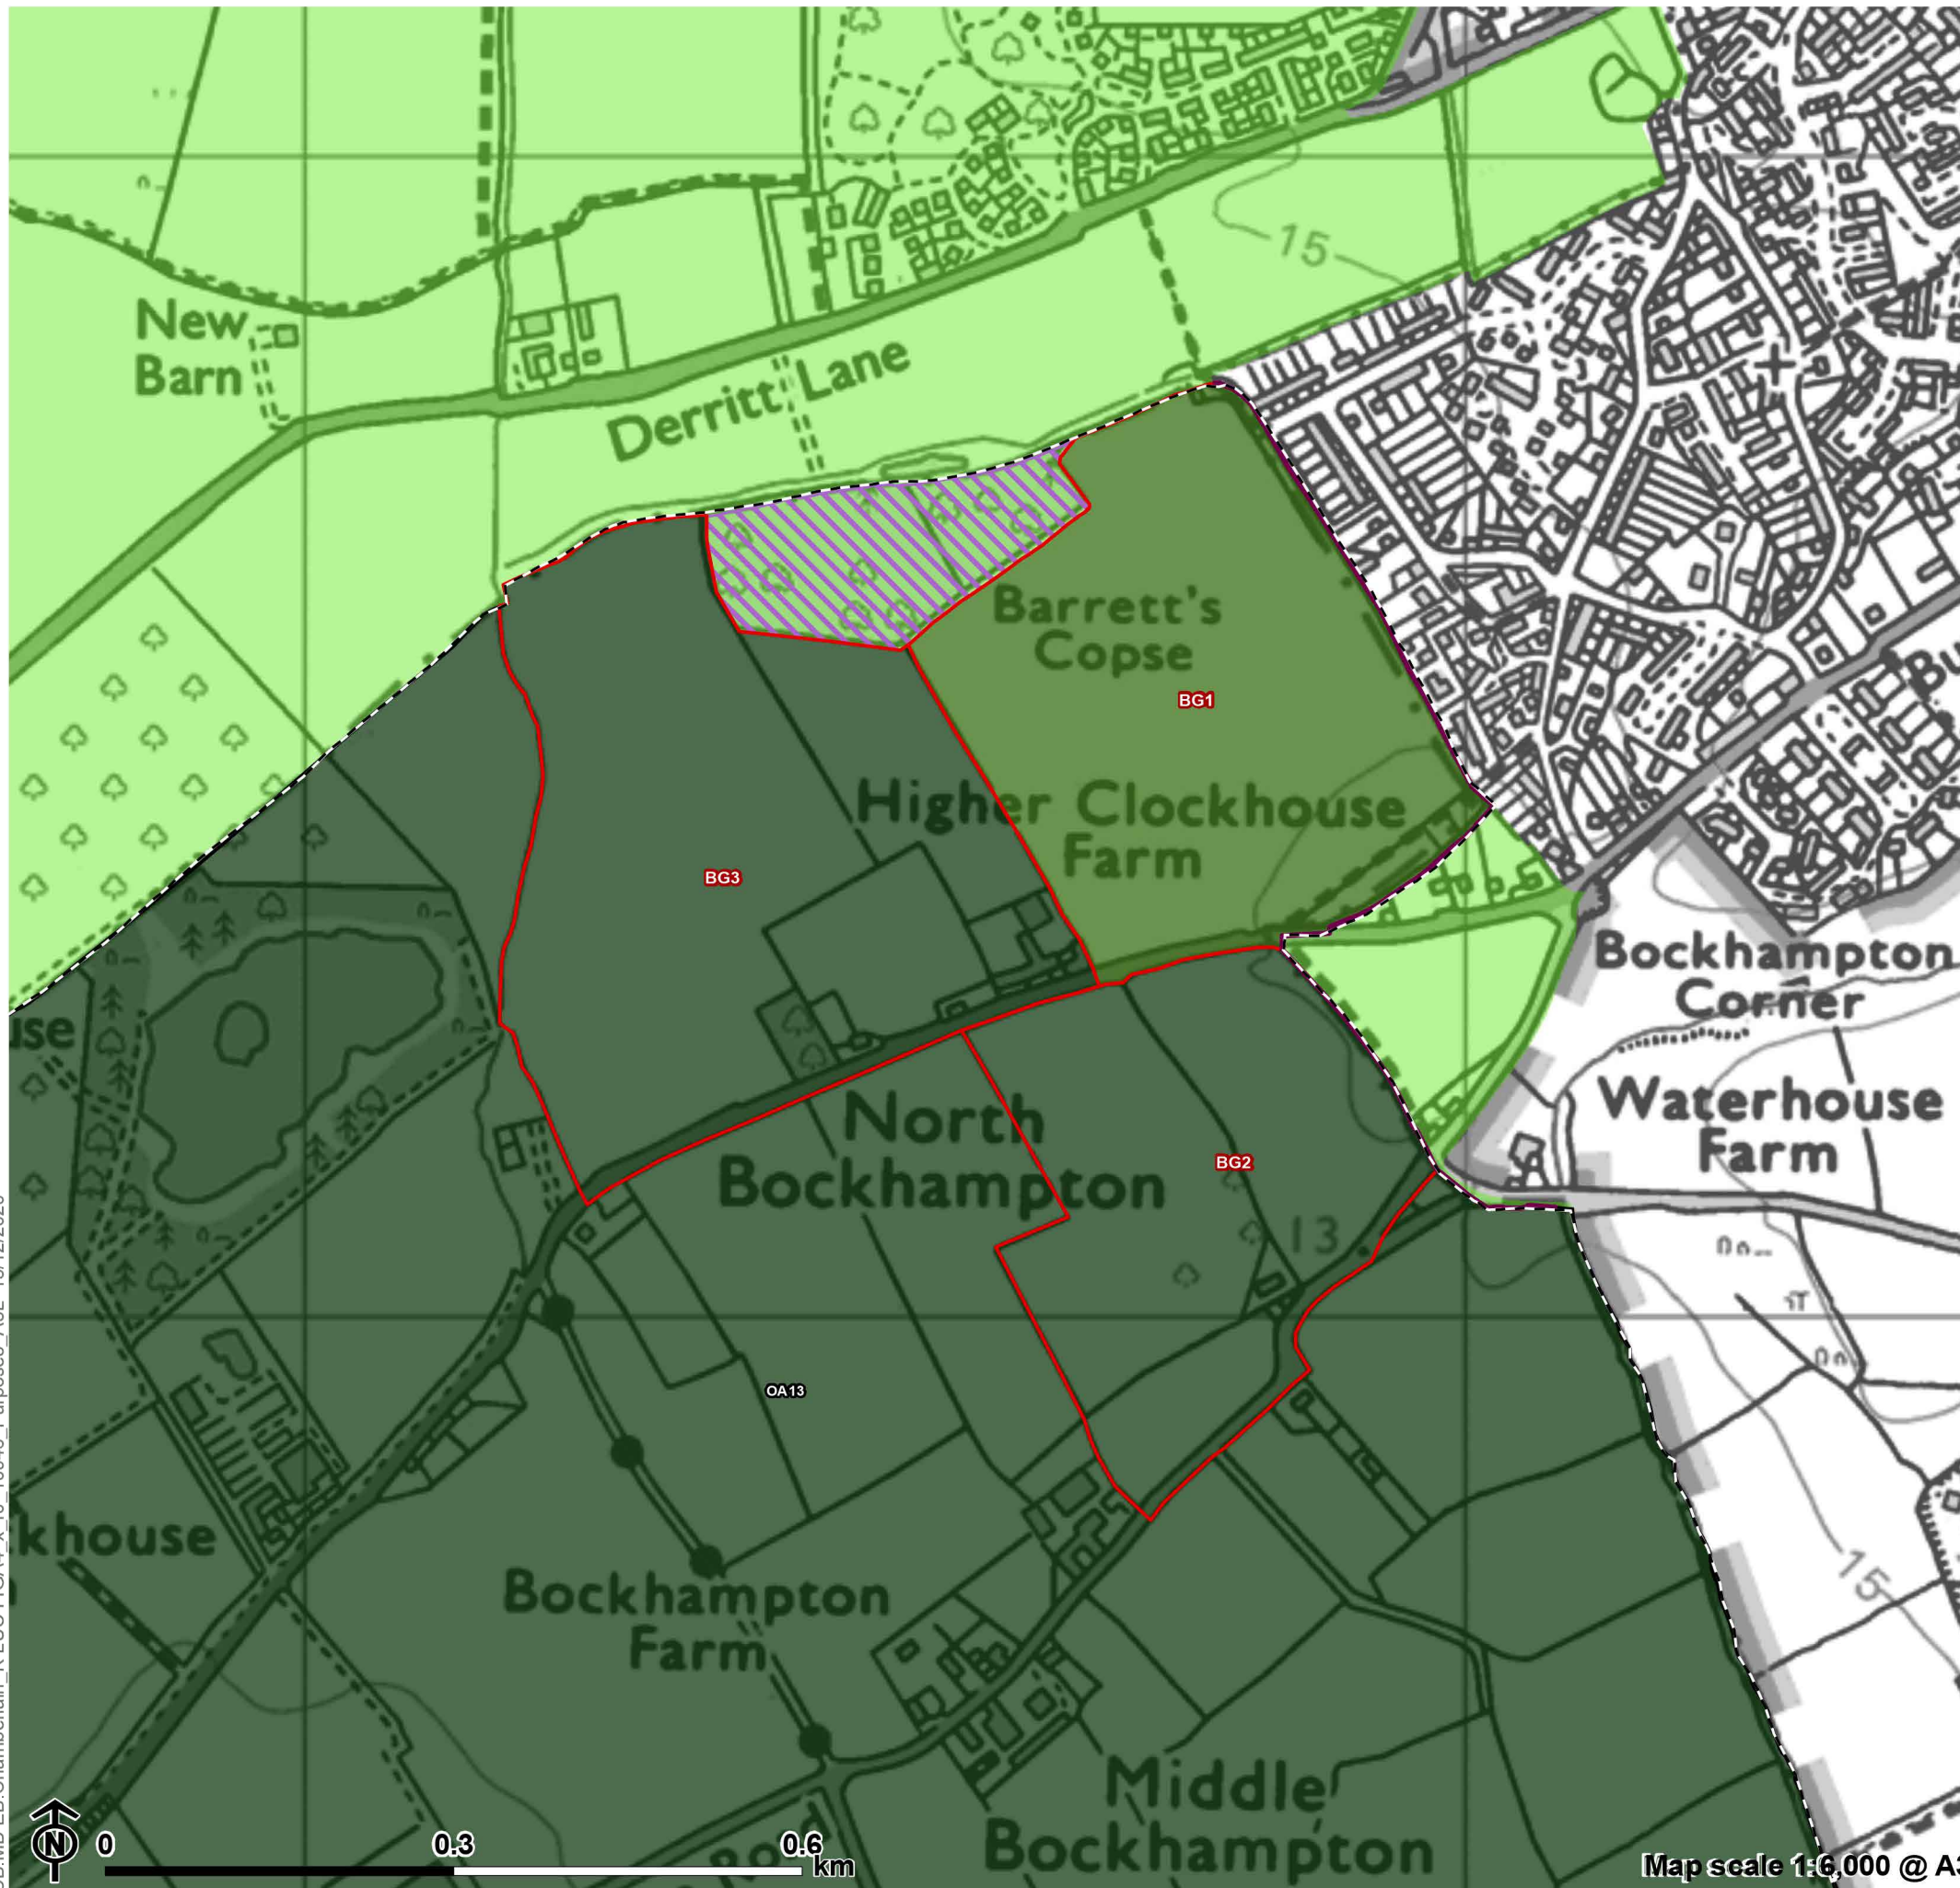 15
New
Barn
Derritt Lane
Barrett's
Copse
BG1
Higher Clockhouse
Farm
BG3
Bockhampton
Corner
use
North
Bockhampton
Waterhouse
Farm
BG2
13
OA13
khouse
Bockhampton
Farm
15
Middle
Bockhampton
Road
N
0 0.3 0.6
km
Map scale 1:6,000 @ A3